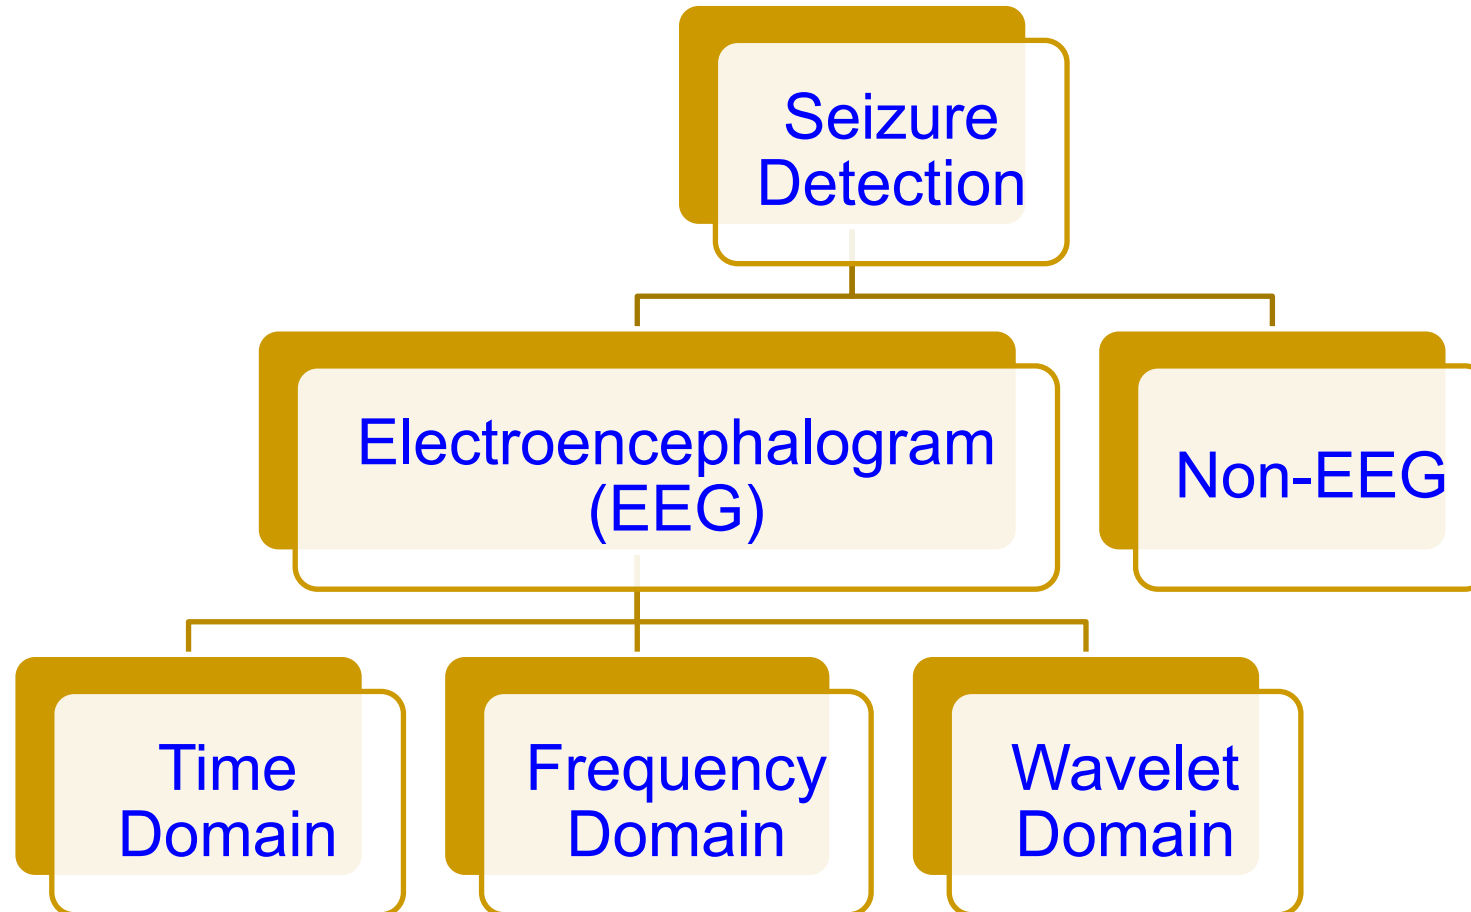 Seizure
Detection
Electroencephalogram
(EEG)
Non-EEG
Time
Domain
Frequency
Domain
Wavelet
Domain